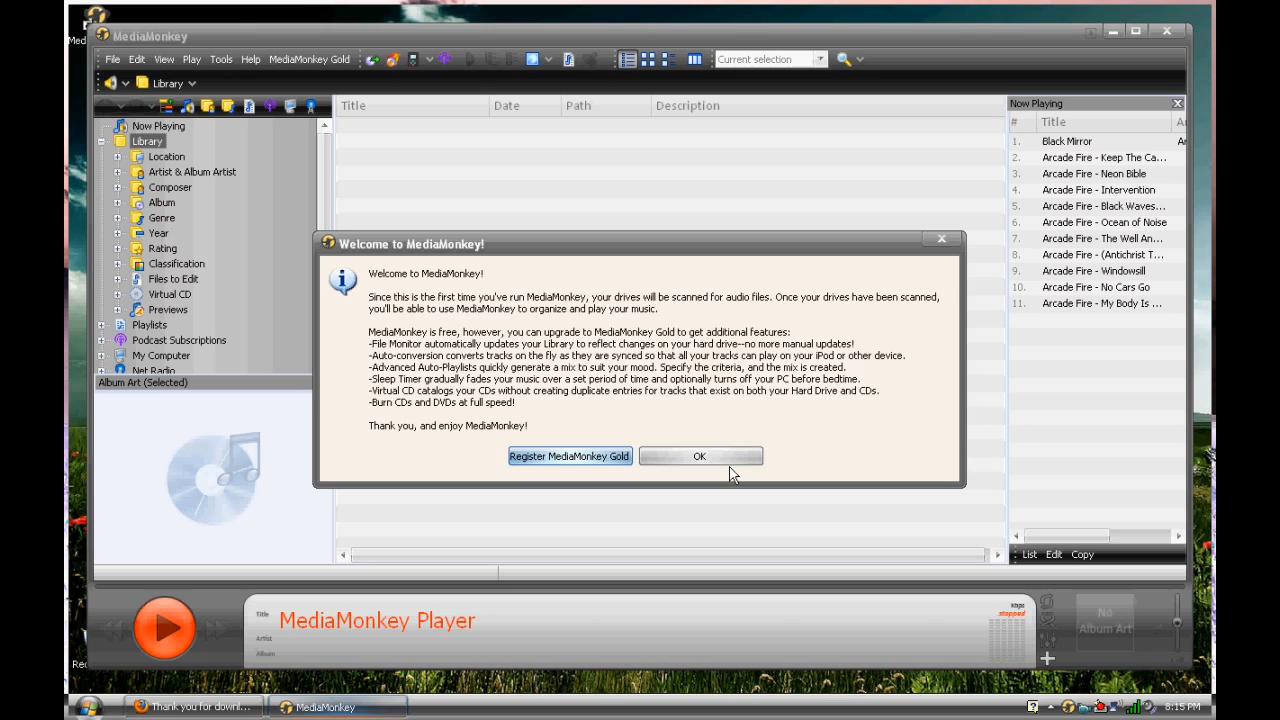 MediaMonkey
File Edit View Play Tools Help MediaMonkey Gold
Current selection
Library
Title Date Path Description
Now Playing
Library
Location
Artist & Album Artist
Composer
Album
Genre
Year
Rating
Classification
Files to Edit
Virtual CD
Previews
Playlists
Podcast Subscriptions
My Computer
Net Radio
Album Art (Selected)
Welcome to MediaMonkey!
Welcome to MediaMonkey!
Since this is the first time you've run MediaMonkey, your drives will be scanned for audio files. Once your drives have been scanned,
you'll be able to use MediaMonkey to organize and play your music.
MediaMonkey is free, however, you can upgrade to MediaMonkey Gold to get additional features:
-File Monitor automatically updates your Library to reflect changes on your hard drive--no more manual updates!
-Auto-conversion converts tracks on the fly as they are synced so that all your tracks can play on your iPod or other device.
-Advanced Auto-Playlists quickly generate a mix to suit your mood. Specify the criteria, and the mix is created.
-Sleep Timer gradually fades your music over a set period of time and optionally turns off your PC before bedtime.
-Virtual CD catalogs your CDs without creating duplicate entries for tracks that exist on both your Hard Drive and CDs.
-Burn CDs and DVDs at full speed!
Thank you, and enjoy MediaMonkey!
Register MediaMonkey Gold OK
Now Playing
# Title
1. Black Mirror
2. Arcade Fire - Keep The Ca...
3. Arcade Fire - Neon Bible
4. Arcade Fire - Intervention
5. Arcade Fire - Black Waves...
6. Arcade Fire - Ocean of Noise
7. Arcade Fire - The Well An...
8. Arcade Fire - (Antichrist T...
9. Arcade Fire - Windowsill
10. Arcade Fire - No Cars Go
11. Arcade Fire - My Body Is ...
List Edit Copy
Title MediaMonkey Player
Artist
Album
Kbps
stopped
No
Album Art
Thank you for downl...
MediaMonkey
8:15 PM